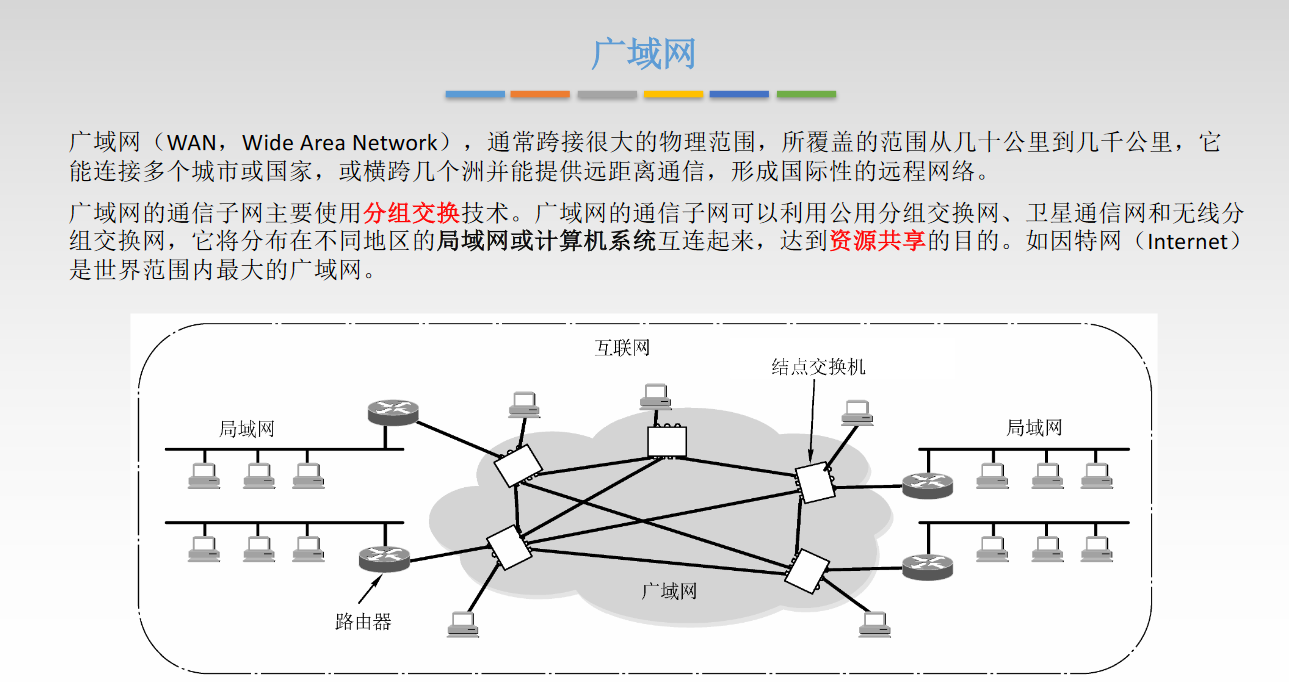 广域网
广域网（WAN，Wide Area Network），通常跨接很大的物理范围，所覆盖的范围从几十公里到几千公里，它
能连接多个城市或国家，或横跨几个洲并能提供远距离通信，形成国际性的远程网络。
广域网的通信子网主要使用分组交换技术。广域网的通信子网可以利用公用分组交换网、卫星通信网和无线分
组交换网，它将分布在不同地区的局域网或计算机系统互连起来，达到资源共享的目的。如因特网（Internet）
是世界范围内最大的广域网。
互联网
结点交换机
局域网
局域网
广域网
路由器